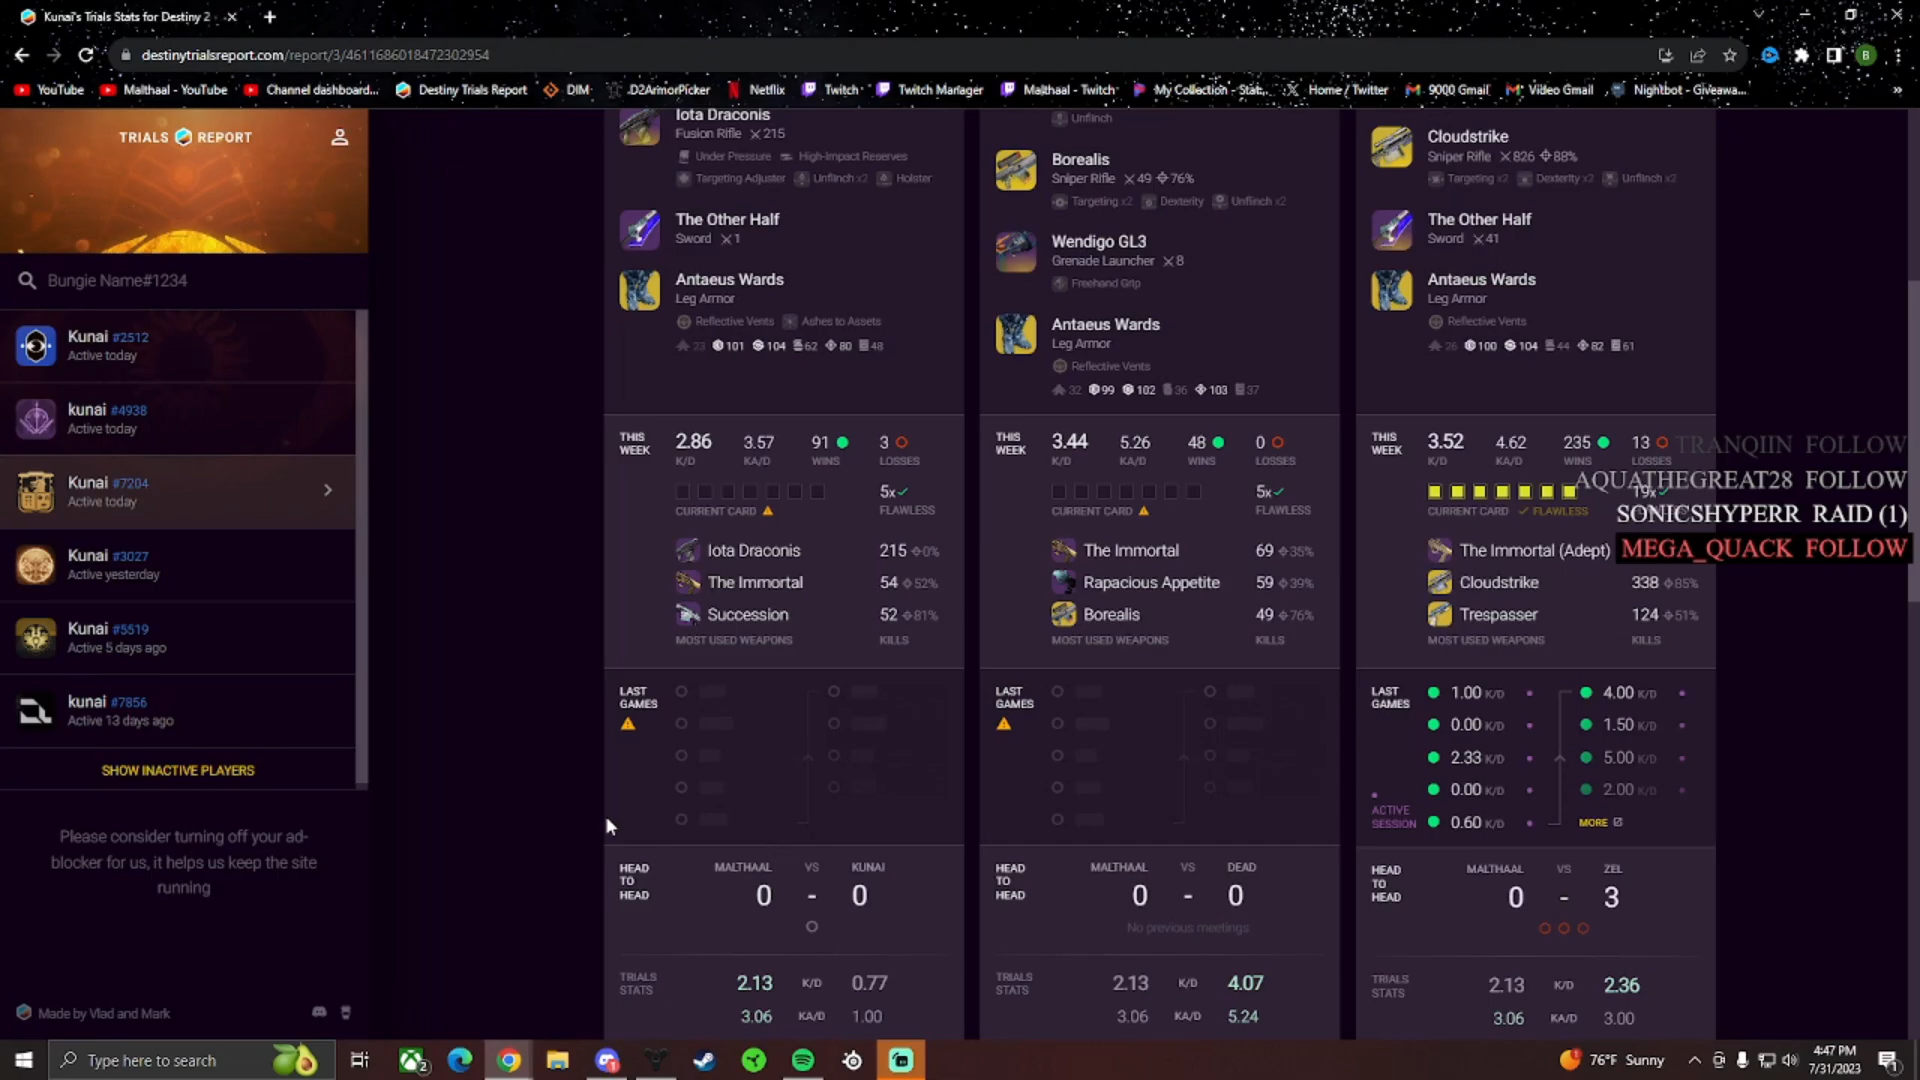 Kunai's Trials Stats for Destiny 2
destinytrialsreport.com/report/3/4611686018472302954
YouTube Malthaal - YouTube Channel dashboard... Destiny Trials Report DIM D2ArmorPicker Netflix Twitch Twitch Manager Malthaal - Twitch My Collection - Stat... Home / Twitter 9000 Gmail Video Gmail Nightbot - Giveawa... »
TRIALS REPORT
Bungie Name#1234
Kunai #2512
Active today
kunai #4938
Active today
Kunai #7204
Active today
Kunai #3027
Active yesterday
Kunai #5519
Active 5 days ago
kunai #7856
Active 13 days ago
SHOW INACTIVE PLAYERS
Please consider turning off your ad-
blocker for us, it helps us keep the site
running
Made by Vlad and Mark
Iota Draconis
Fusion Rifle ×215
Under Pressure High-Impact Reserves
Targeting Adjuster Unflinch x2 Holster
The Other Half
Sword ×1
Antaeus Wards
Leg Armor
Reflective Vents Ashes to Assets
23 101 104 62 80 48
THIS WEEK
2.86 3.57 91 3
K/D KA/D WINS LOSSES
5x
CURRENT CARD FLAWLESS
Iota Draconis 215 0%
The Immortal 54 52%
Succession 52 81%
MOST USED WEAPONS KILLS
LAST GAMES
HEAD TO HEAD
MALTHAAL VS KUNAI
0 - 0
TRIALS STATS
2.13 K/D 0.77
3.06 KA/D 1.00
Unflinch
Borealis
Sniper Rifle ×49 76%
Targeting x2 Dexterity Unflinch x2
Wendigo GL3
Grenade Launcher ×8
Freehand Grip
Antaeus Wards
Leg Armor
Reflective Vents
32 99 102 36 103 37
THIS WEEK
3.44 5.26 48 0
K/D KA/D WINS LOSSES
5x
CURRENT CARD FLAWLESS
The Immortal 69 35%
Rapacious Appetite 59 39%
Borealis 49 76%
MOST USED WEAPONS KILLS
LAST GAMES
HEAD TO HEAD
MALTHAAL VS DEAD
0 - 0
No previous meetings
TRIALS STATS
2.13 K/D 4.07
3.06 KA/D 5.24
Cloudstrike
Sniper Rifle ×826 88%
Targeting x2 Dexterity x2 Unflinch x2
The Other Half
Sword ×41
Antaeus Wards
Leg Armor
Reflective Vents
26 100 104 44 82 61
THIS WEEK
3.52 4.62 235 13
K/D KA/D WINS LOSSES
19x
CURRENT CARD FLAWLESS
The Immortal (Adept)
Cloudstrike 338 85%
Trespasser 124 51%
MOST USED WEAPONS KILLS
LAST GAMES
1.00 K/D 4.00 K/D
0.00 K/D 1.50 K/D
2.33 K/D 5.00 K/D
0.00 K/D 2.00 K/D
ACTIVE SESSION
0.60 K/D MORE
HEAD TO HEAD
MALTHAAL VS ZEL
0 - 3
TRIALS STATS
2.13 K/D 2.36
3.06 KA/D 3.00
TRANQIIN FOLLOW
AQUATHEGREAT28 FOLLOW
SONICSHYPERR RAID (1)
MEGA_QUACK FOLLOW
Type here to search
76°F Sunny
4:47 PM
7/31/2023